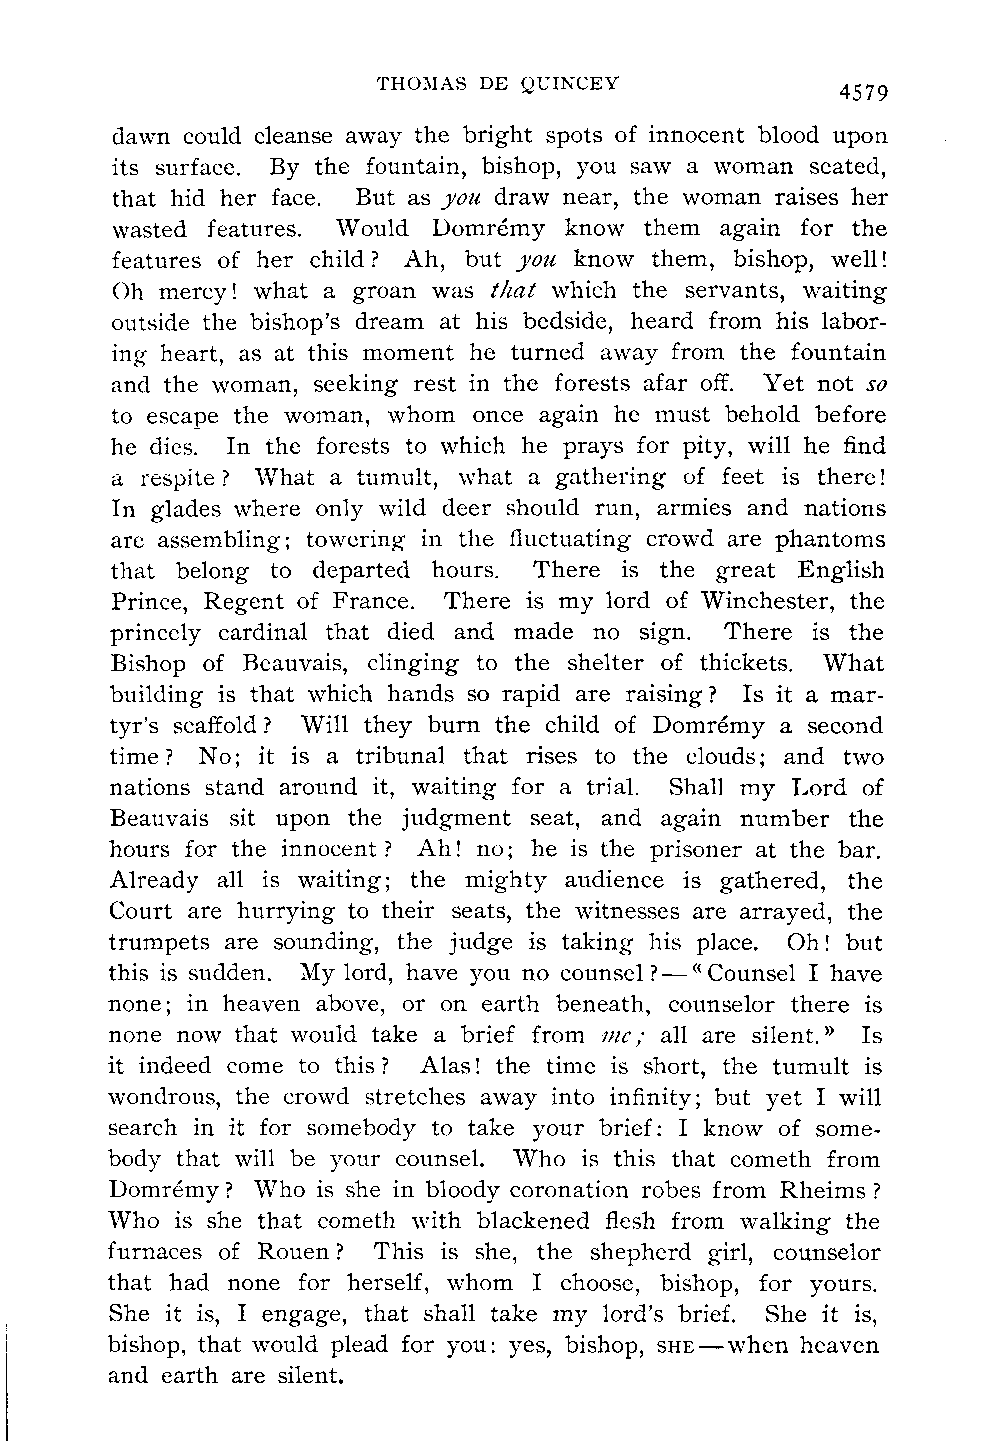 THOMAS DE QUINCEY
4579
dawn could cleanse away the bright spots of innocent blood upon
its surface. By the fountain, bishop, you saw a woman seated,
that hid her face. But as you draw near, the woman raises her
wasted features. Would Domrémy know them again for the
features of her child? Ah, but you know them, bishop, well!
Oh mercy! what a groan was that which the servants, waiting
outside the bishop's dream at his bedside, heard from his labor-
ing heart, as at this moment he turned away from the fountain
and the woman, seeking rest in the forests afar off. Yet not so
to escape the woman, whom once again he must behold before
he dies. In the forests to which he prays for pity, will he find
a respite? What a tumult, what a gathering of feet is there!
In glades where only wild deer should run, armies and nations
are assembling; towering in the fluctuating crowd are phantoms
that belong to departed hours. There is the great English
Prince, Regent of France. There is my lord of Winchester, the
princely cardinal that died and made no sign. There is the
Bishop of Beauvais, clinging to the shelter of thickets. What
building is that which hands so rapid are raising? Is it a mar-
tyr's scaffold? Will they burn the child of Domrémy a second
time? No; it is a tribunal that rises to the clouds; and two
nations stand around it, waiting for a trial. Shall my Lord of
Beauvais sit upon the judgment seat, and again number the
hours for the innocent? Ah! no; he is the prisoner at the bar.
Already all is waiting; the mighty audience is gathered, the
Court are hurrying to their seats, the witnesses are arrayed, the
trumpets are sounding, the judge is taking his place. Oh! but
this is sudden. My lord, have you no counsel?—«Counsel I have
none; in heaven above, or on earth beneath, counselor there is
none now that would take a brief from me; all are silent.» Is
it indeed come to this? Alas! the time is short, the tumult is
wondrous, the crowd stretches away into infinity; but yet I will
search in it for somebody to take your brief: I know of some-
body that will be your counsel. Who is this that cometh from
Domrémy? Who is she in bloody coronation robes from Rheims?
Who is she that cometh with blackened flesh from walking the
furnaces of Rouen? This is she, the shepherd girl, counselor
that had none for herself, whom I choose, bishop, for yours.
She it is, I engage, that shall take my lord's brief. She it is,
bishop, that would plead for you: yes, bishop, SHE—when heaven
and earth are silent.